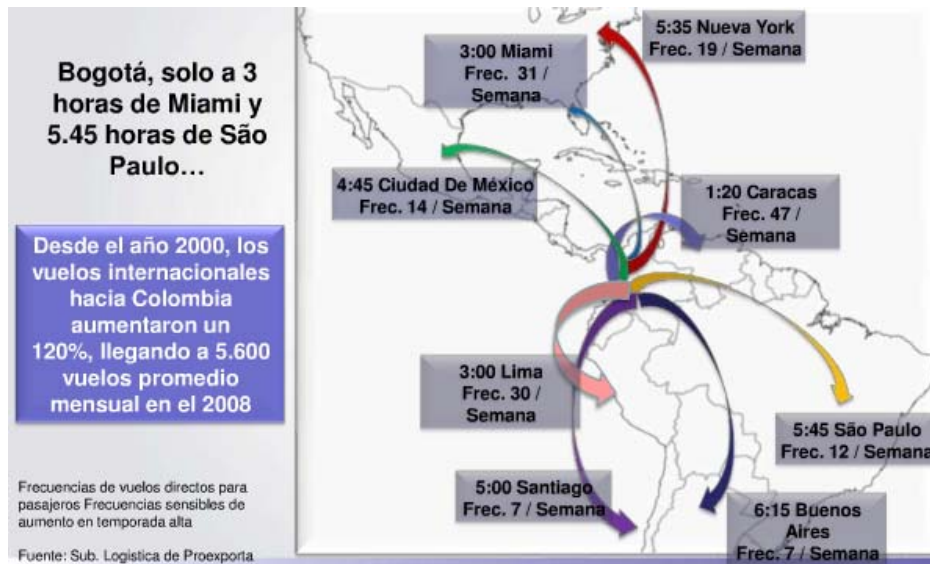 Bogotá, solo a 3
horas de Miami y
5.45 horas de São
Paulo…
Desde el año 2000, los
vuelos internacionales
hacia Colombia
aumentaron un
120%, llegando a 5.600
vuelos promedio
mensual en el 2008
Frecuencias de vuelos directos para
pasajeros Frecuencias sensibles de
aumento en temporada alta
Fuente: Sub. Logistica de Proexporta
5:35 Nueva York
Frec. 19 / Semana
3:00 Miami
Frec. 31 /
Semana
4:45 Ciudad De México
Frec. 14 / Semana
1:20 Caracas
Frec. 47 /
Semana
3:00 Lima
Frec. 30 /
Semana
5:45 São Paulo
Frec. 12 / Semana
5:00 Santiago
Frec. 7 / Semana
6:15 Buenos
Aires
Frec. 7 / Semana